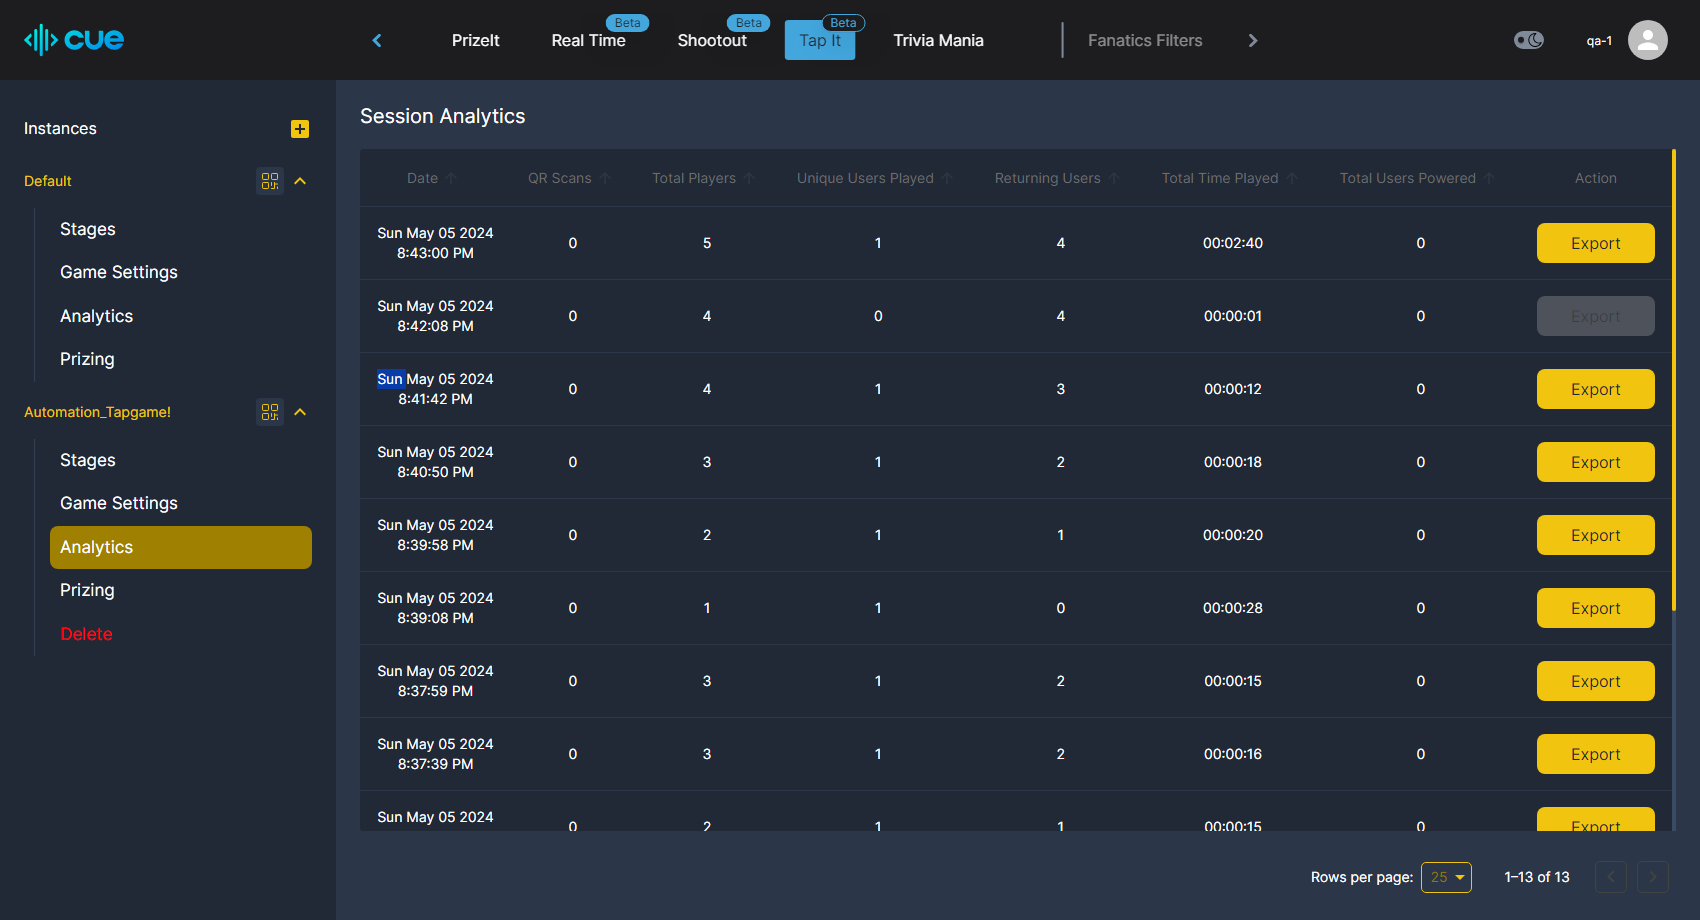 cue
PrizeIt
Real Time
Beta
Shootout
Beta
Tap It
Beta
Trivia Mania
Fanatics Filters
qa-1
Instances
Default
Stages
Game Settings
Analytics
Prizing
Automation_Tapgame!
Stages
Game Settings
Analytics
Prizing
Delete
Session Analytics
Date QR Scans Total Players Unique Users Played Returning Users Total Time Played Total Users Powered Action
Sun May 05 2024
8:43:00 PM 0 5 1 4 00:02:40 0 Export
Sun May 05 2024
8:42:08 PM 0 4 0 4 00:00:01 0 Export
Sun May 05 2024
8:41:42 PM 0 4 1 3 00:00:12 0 Export
Sun May 05 2024
8:40:50 PM 0 3 1 2 00:00:18 0 Export
Sun May 05 2024
8:39:58 PM 0 2 1 1 00:00:20 0 Export
Sun May 05 2024
8:39:08 PM 0 1 1 0 00:00:28 0 Export
Sun May 05 2024
8:37:59 PM 0 3 1 2 00:00:15 0 Export
Sun May 05 2024
8:37:39 PM 0 3 1 2 00:00:16 0 Export
Sun May 05 2024
0 2 1 1 00:00:15 0 Export
Rows per page: 25 1–13 of 13